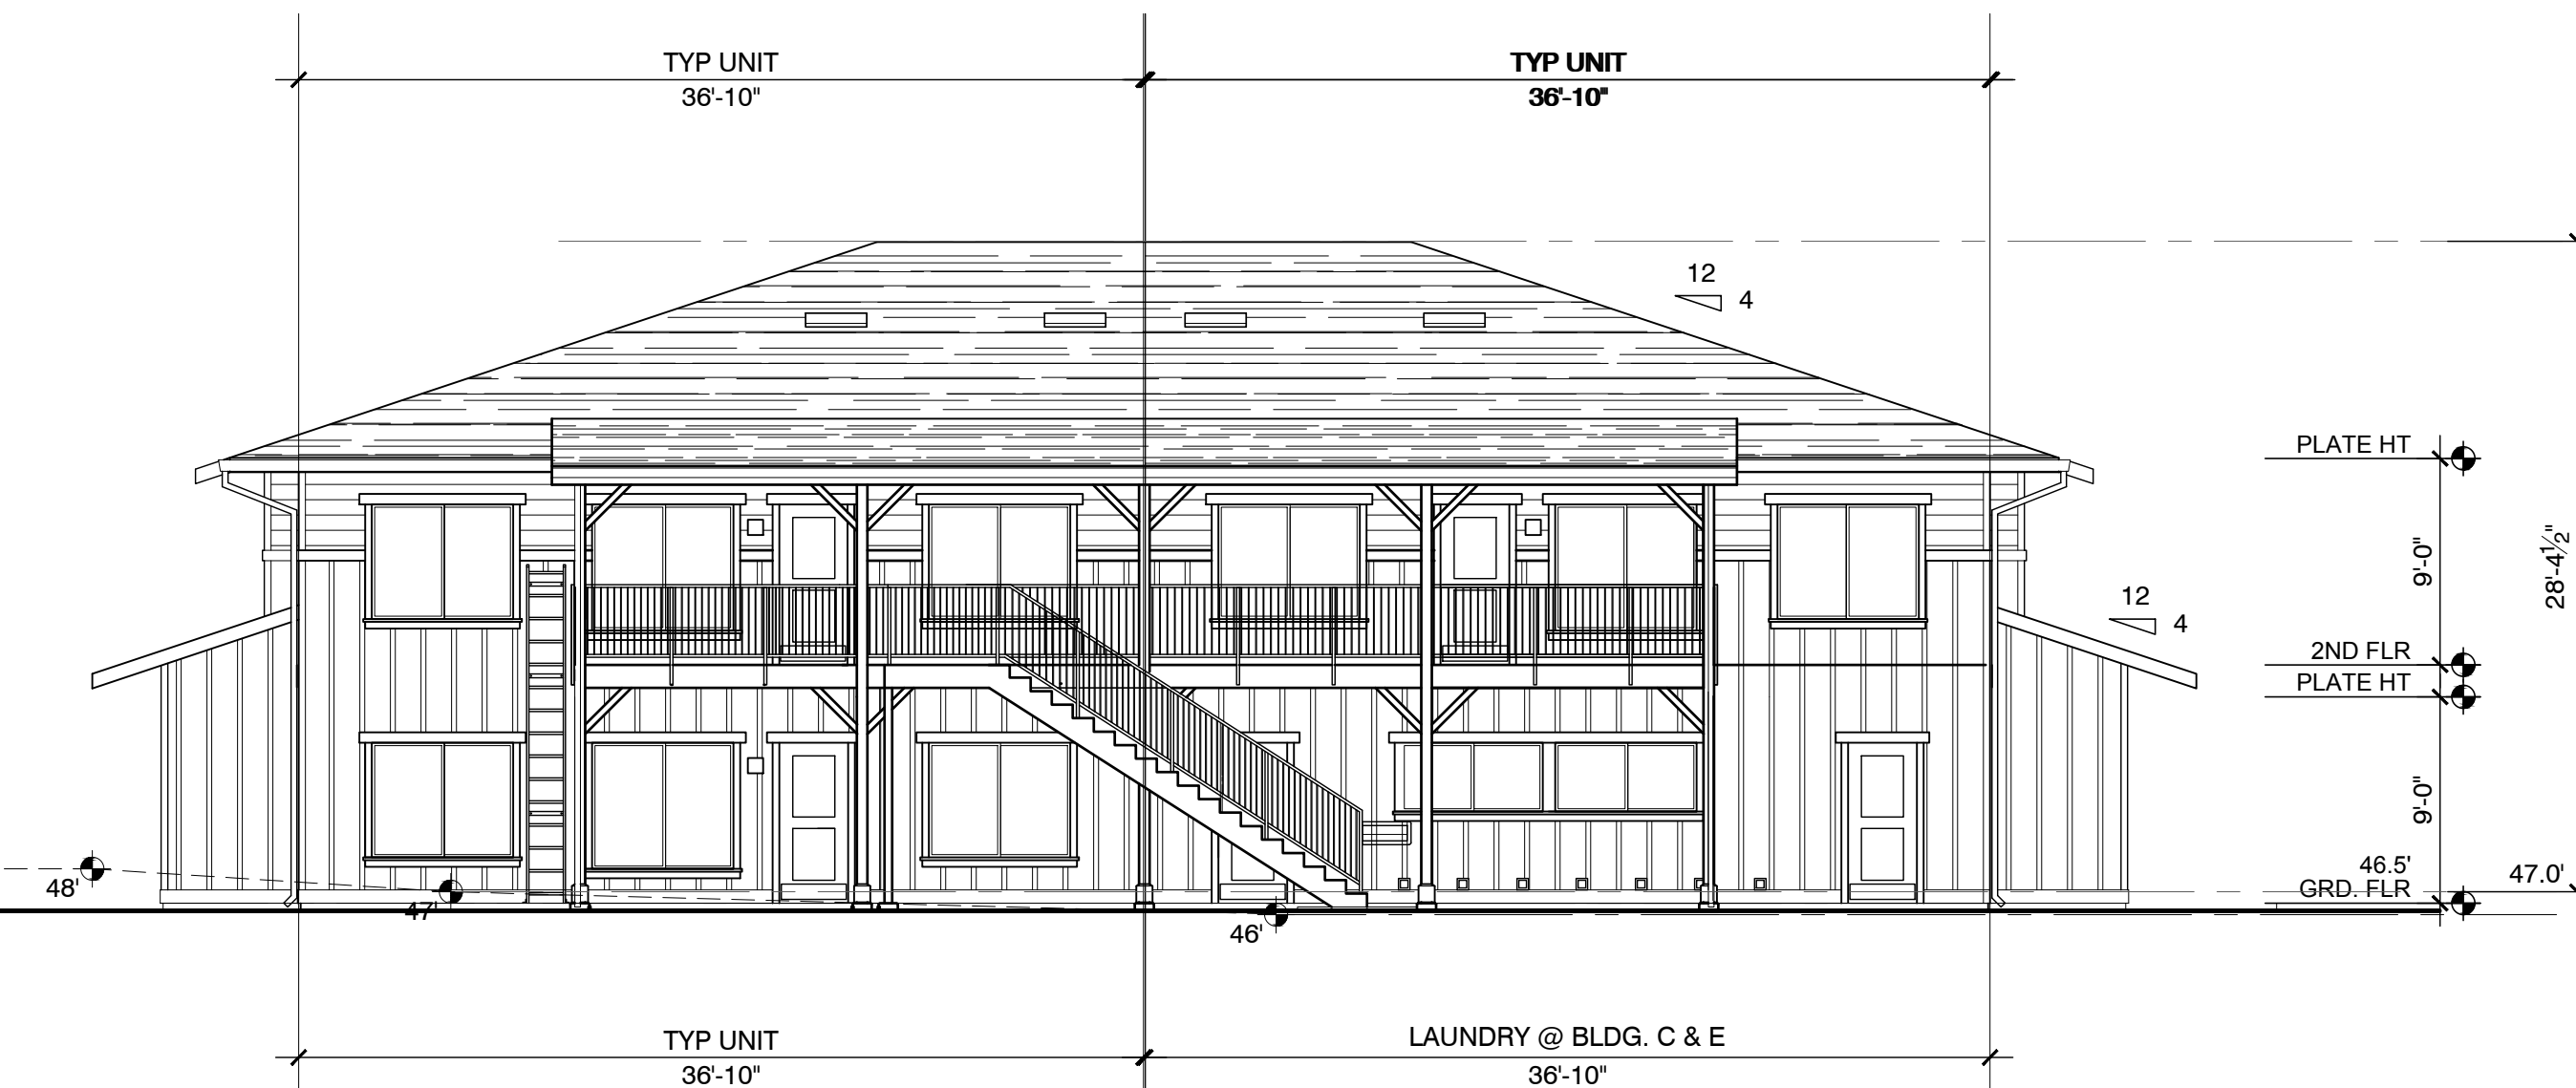 TYP UNIT
36'-10"
TYP UNIT
36'-10"
12
4
PLATE HT
9'-0"
28'-4½"
12
4
2ND FLR
PLATE HT
9'-0"
46.5'
GRD. FLR
47.0'
48'
47'
46'
TYP UNIT
36'-10"
LAUNDRY @ BLDG. C & E
36'-10"